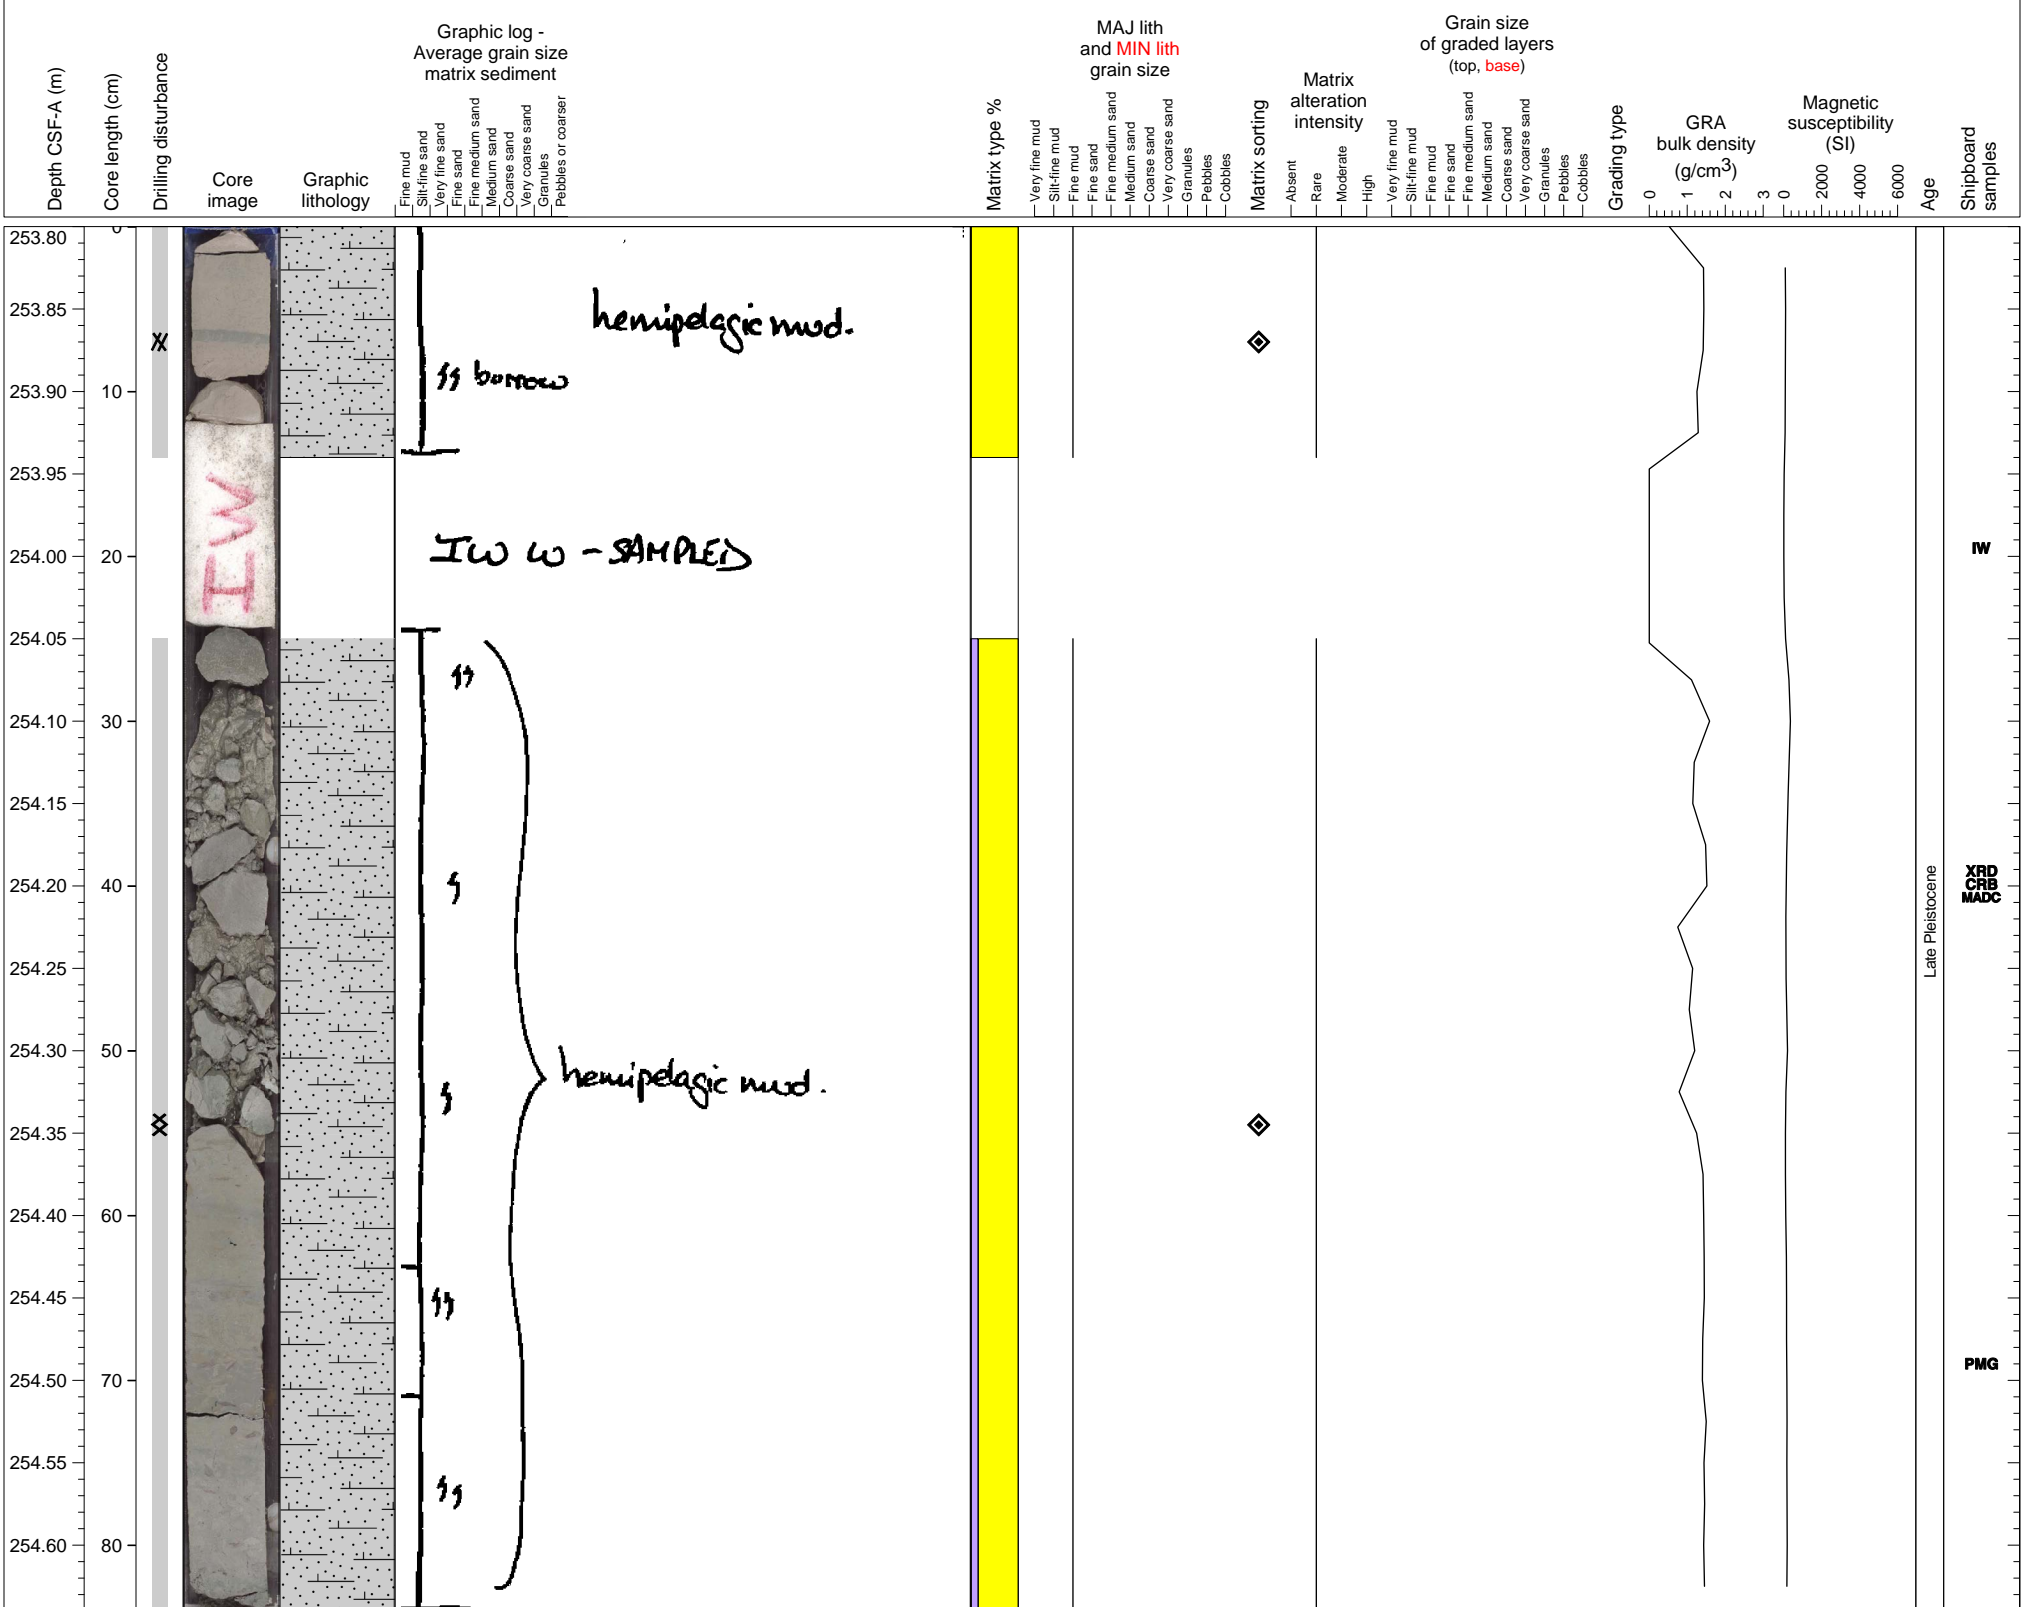 Depth CSF-A (m)
Core length (cm)
Drilling disturbance
Core
image
Graphic
lithology
Graphic log -
Average grain size
matrix sediment
Fine mud
Silt-fine sand
Very fine sand
Fine sand
Fine medium sand
Medium sand
Coarse sand
Very coarse sand
Granules
Pebbles or coarser
Matrix type %
MAJ lith
and MIN lith
grain size
Very fine mud
Silt-fine mud
Fine mud
Fine sand
Fine medium sand
Medium sand
Coarse sand
Very coarse sand
Granules
Pebbles
Cobbles
Matrix sorting
Matrix
alteration
intensity
Absent
Rare
Moderate
High
Grain size
of graded layers
(top, base)
Very fine mud
Silt-fine mud
Fine mud
Fine sand
Fine medium sand
Medium sand
Coarse sand
Very coarse sand
Granules
Pebbles
Cobbles
Grading type
GRA
bulk density
(g/cm3)
0 1 2 3
Magnetic
susceptibility
(SI)
0 2000 4000 6000
Age
Shipboard
samples
253.80 0
253.85
hemipelagic mud.
253.90 10
burrow
253.95
IW
254.00 20
IW W - SAMPLED
IW
254.05
254.10 30
254.15
254.20 40
XRD
CRB
MADC
Late Pleistocene
254.25
254.30 50
hemipelagic mud.
254.35
254.40 60
254.45
254.50 70
PMG
254.55
254.60 80